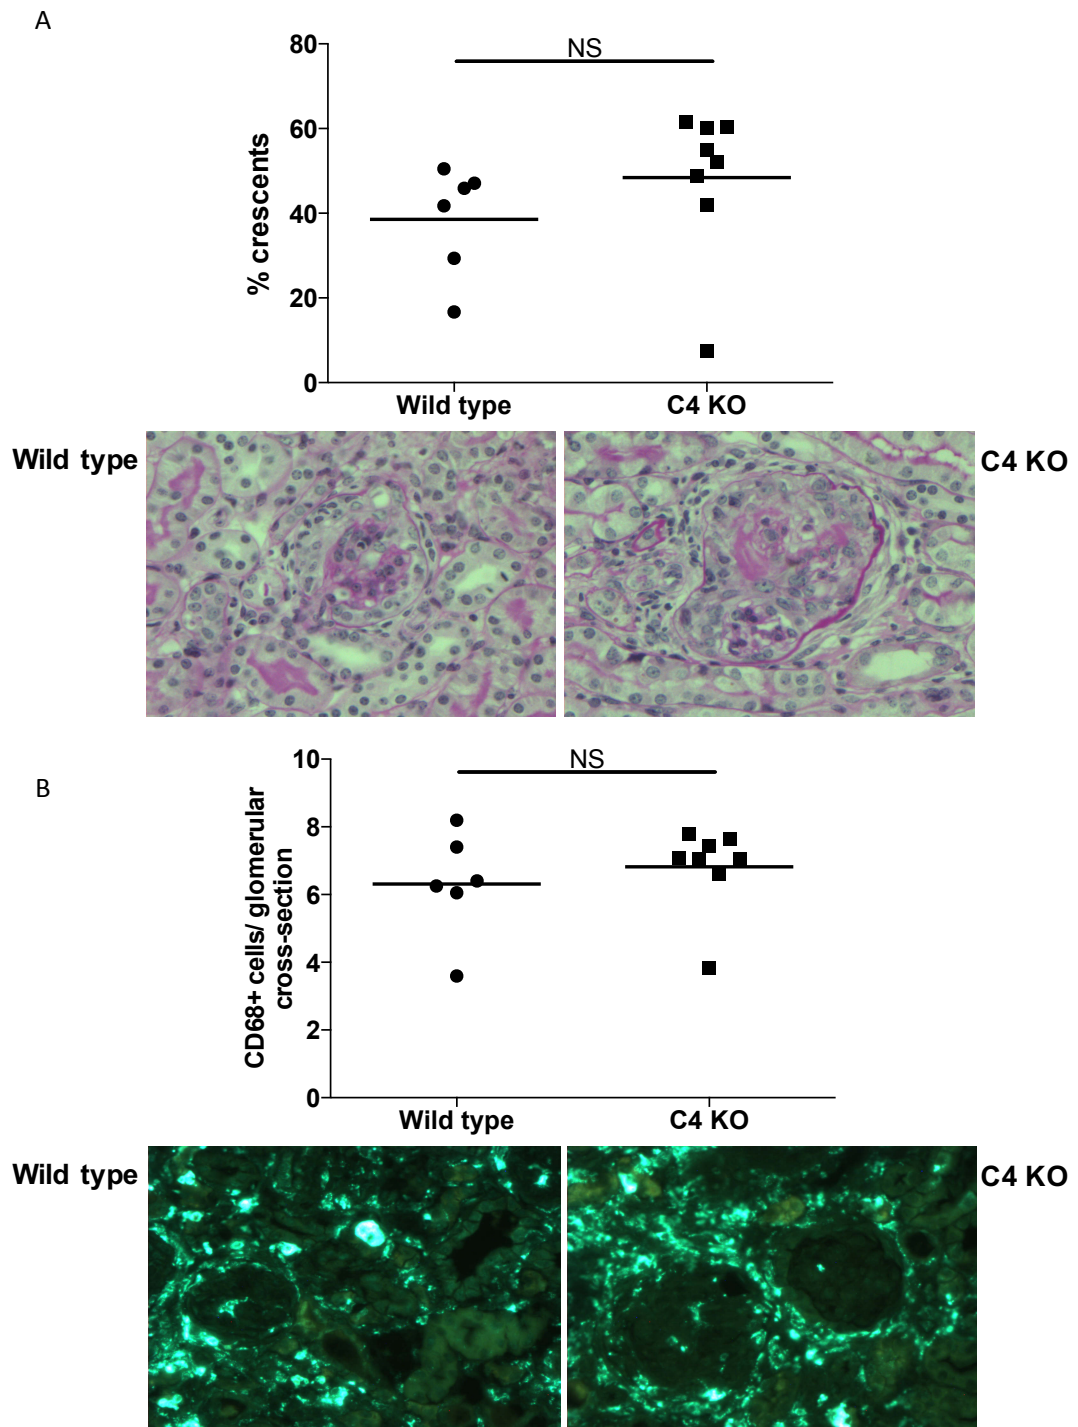 A
NS
80
60
40
20
0
% crescents
Wild type
C4 KO
Wild type
C4 KO
B
NS
10
8
6
4
2
0
CD68+ cells/ glomerular
cross-section
Wild type
C4 KO
Wild type
C4 KO